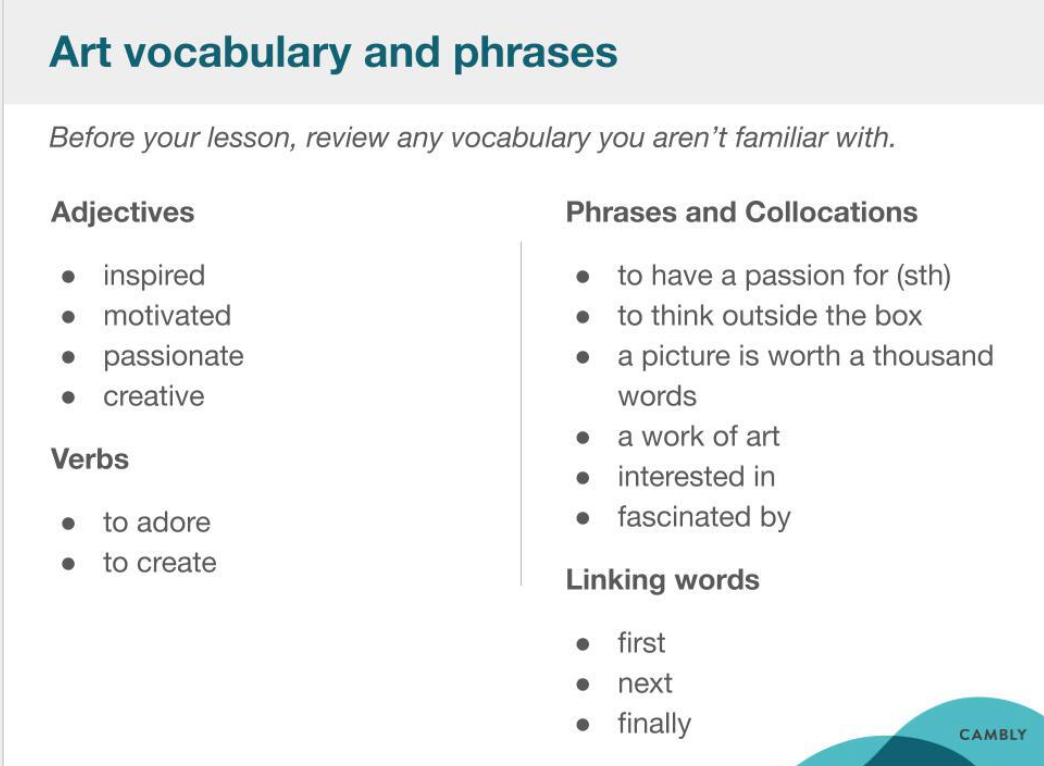 Art vocabulary and phrases
Before your lesson, review any vocabulary you aren’t familiar with.
Adjectives
● inspired
● motivated
● passionate
● creative
Verbs
● to adore
● to create
Phrases and Collocations
● to have a passion for (sth)
● to think outside the box
● a picture is worth a thousand
words
● a work of art
● interested in
● fascinated by
Linking words
● first
● next
● finally
CAMBLY